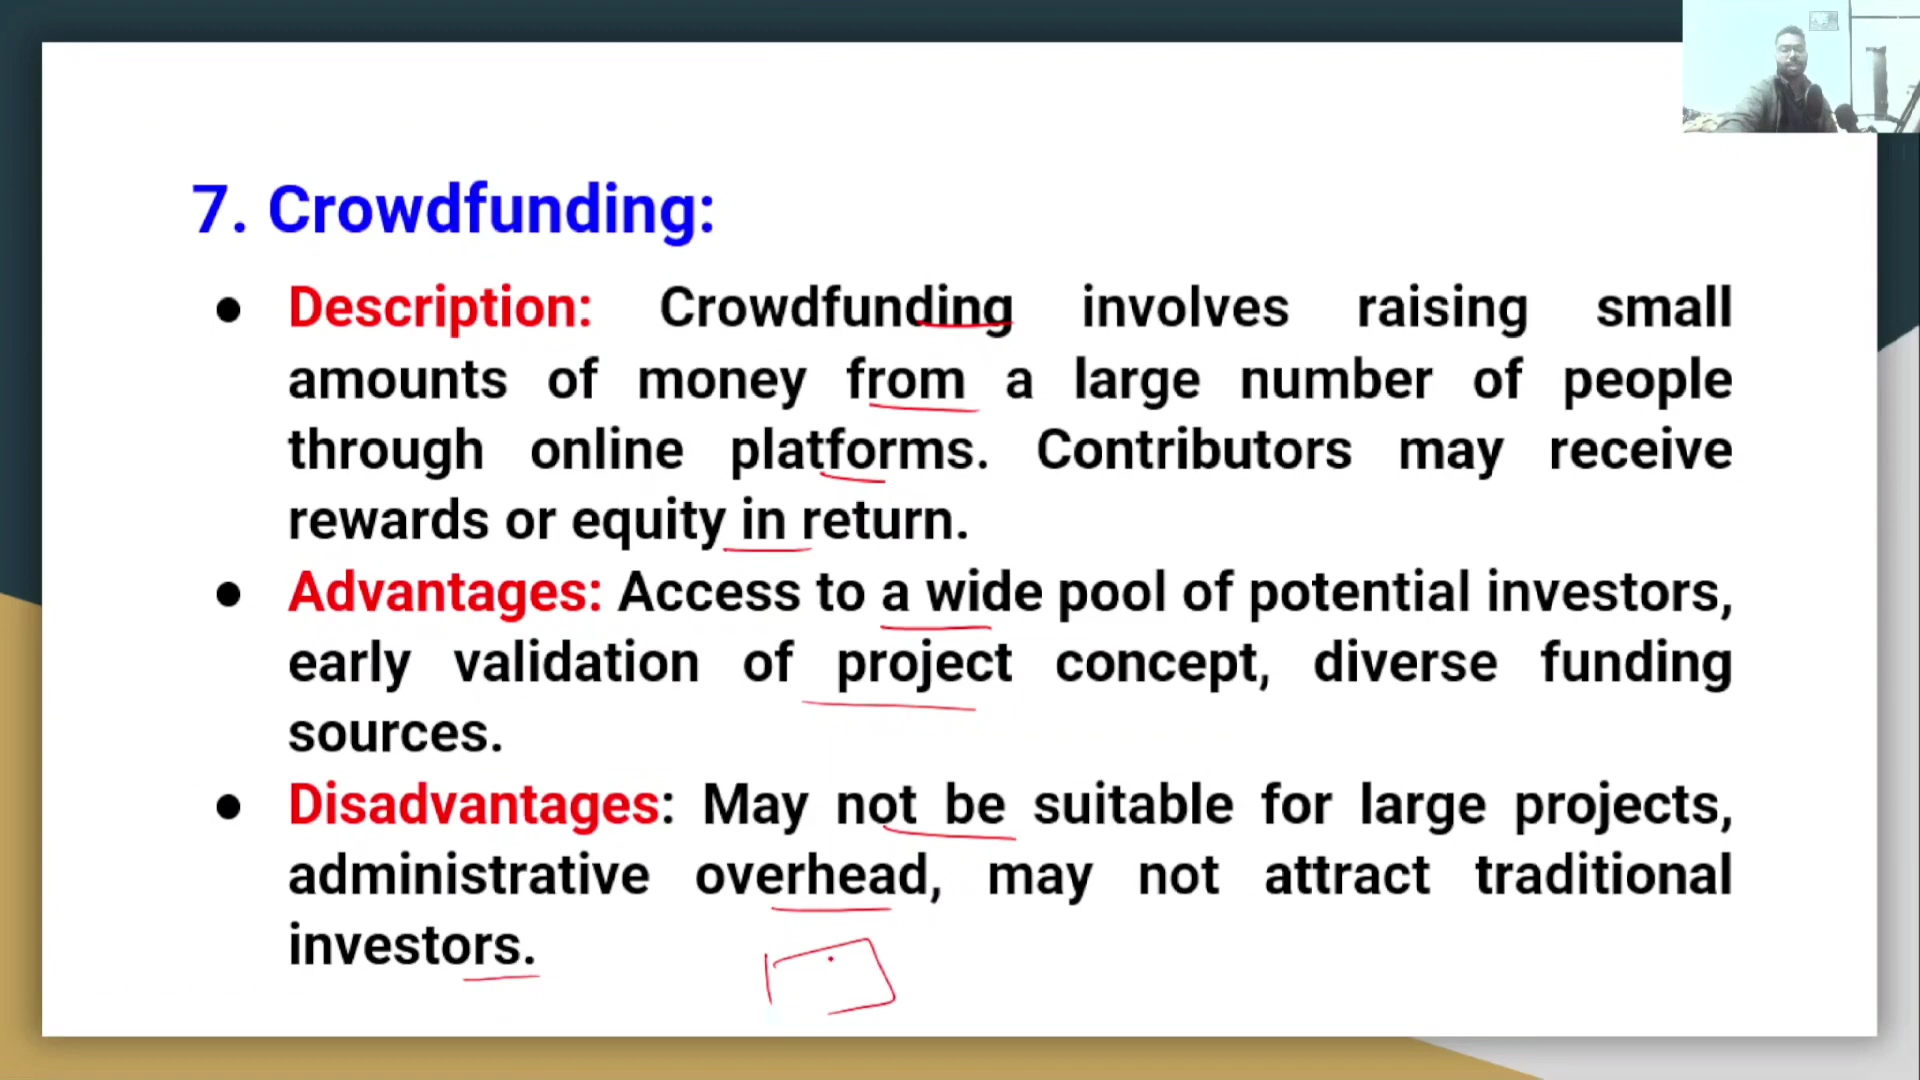 7. Crowdfunding:
● Description: Crowdfunding involves raising small
amounts of money from a large number of people
through online platforms. Contributors may receive
rewards or equity in return.
● Advantages: Access to a wide pool of potential investors,
early validation of project concept, diverse funding
sources.
● Disadvantages: May not be suitable for large projects,
administrative overhead, may not attract traditional
investors.